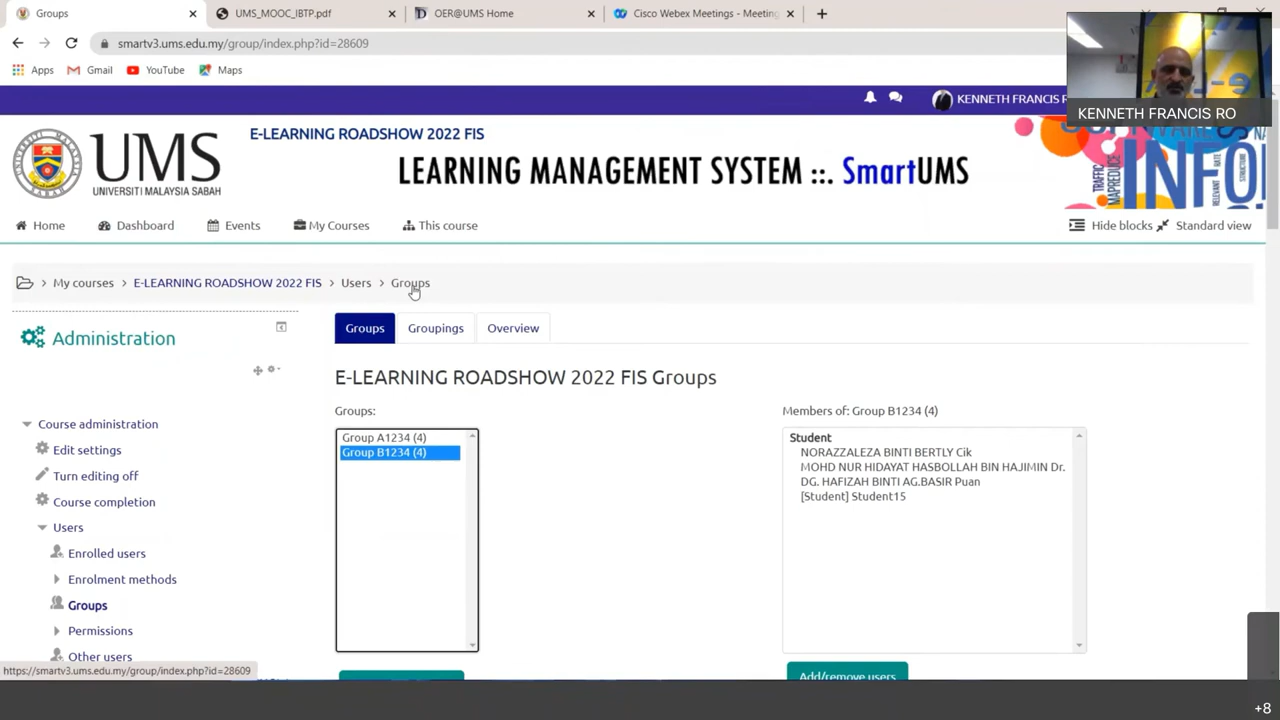 Groups
UMS_MOOC_IBTP.pdf
OER@UMS Home
Cisco Webex Meetings - Meetin
smartv3.ums.edu.my/group/index.php?id=28609
Apps
Gmail
YouTube
Maps
KENNETH FRANCIS R
KENNETH FRANCIS RO
UMS
UNIVERSITI MALAYSIA SABAH
E-LEARNING ROADSHOW 2022 FIS
LEARNING MANAGEMENT SYSTEM ::. SmartUMS
INFO!
TRAFFIC
MAPREDUCE
Home
Dashboard
Events
My Courses
This course
Hide blocks
Standard view
My courses > E-LEARNING ROADSHOW 2022 FIS > Users > Groups
Administration
Course administration
Edit settings
Turn editing off
Course completion
Users
Enrolled users
Enrolment methods
Groups
Permissions
Other users
Groups
Groupings
Overview
E-LEARNING ROADSHOW 2022 FIS Groups
Groups:
Group A1234 (4)
Group B1234 (4)
Members of: Group B1234 (4)
Student
NORAZZALEZA BINTI BERTLY Cik
MOHD NUR HIDAYAT HASBOLLAH BIN HAJIMIN Dr.
DG. HAFIZAH BINTI AG.BASIR Puan
[Student] Student15
Add/remove users
https://smartv3.ums.edu.my/group/index.php?id=28609
+8